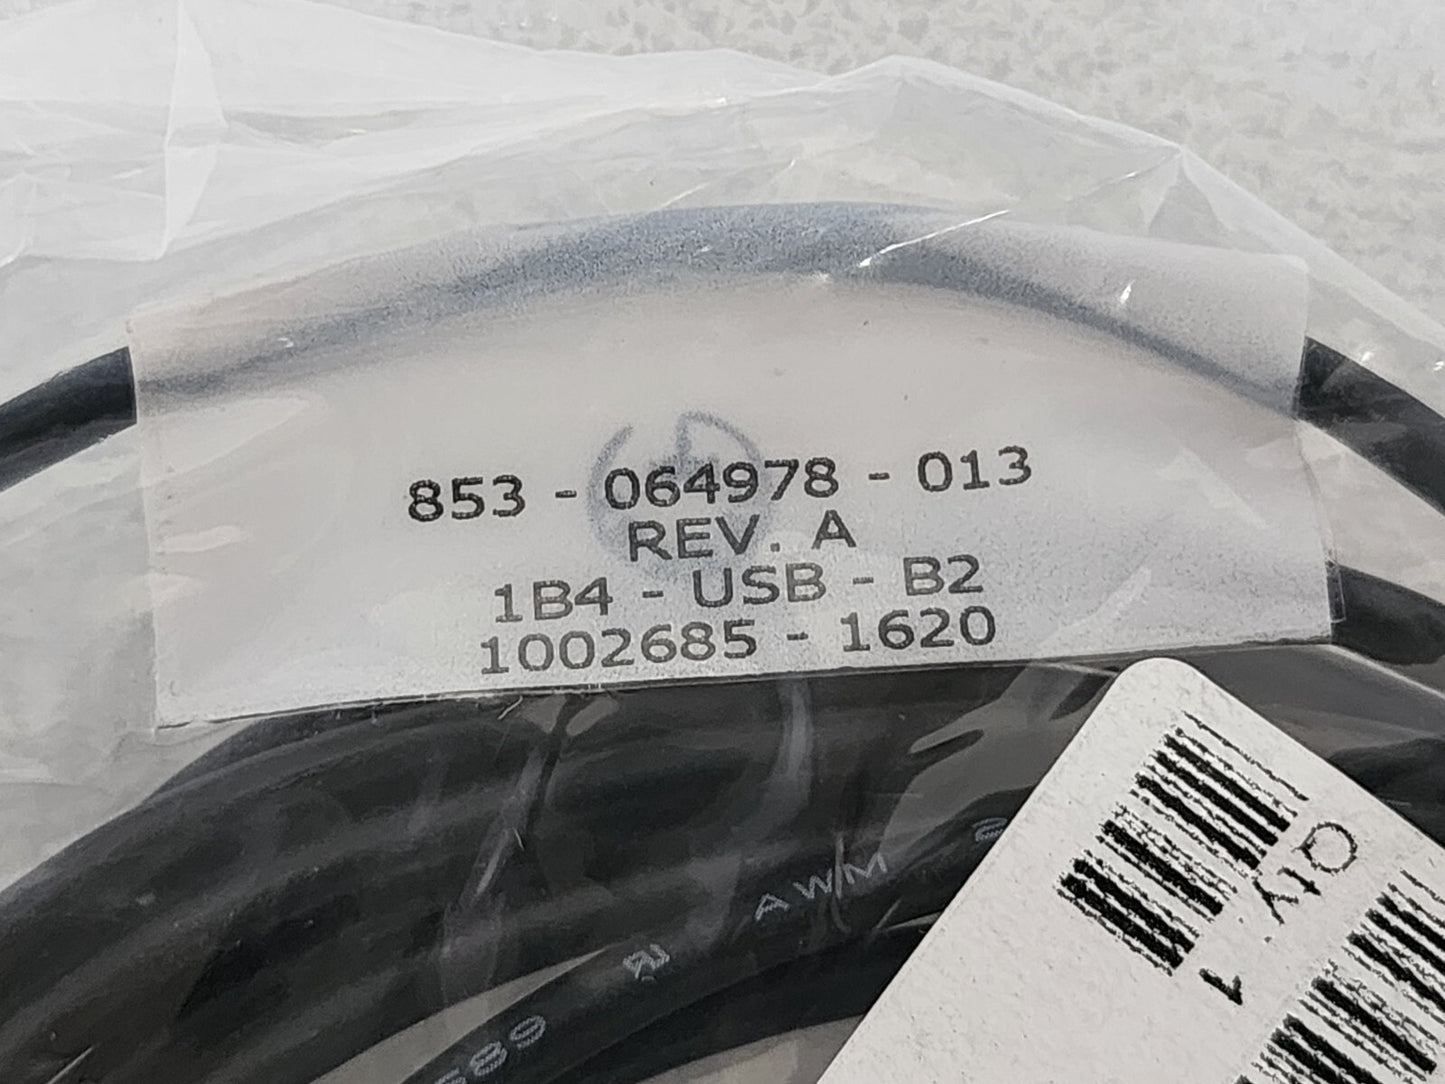 853 - 064978 - 013
REV. A
1B4 - USB - B2
1002685 - 1620
AWM
Qty 1